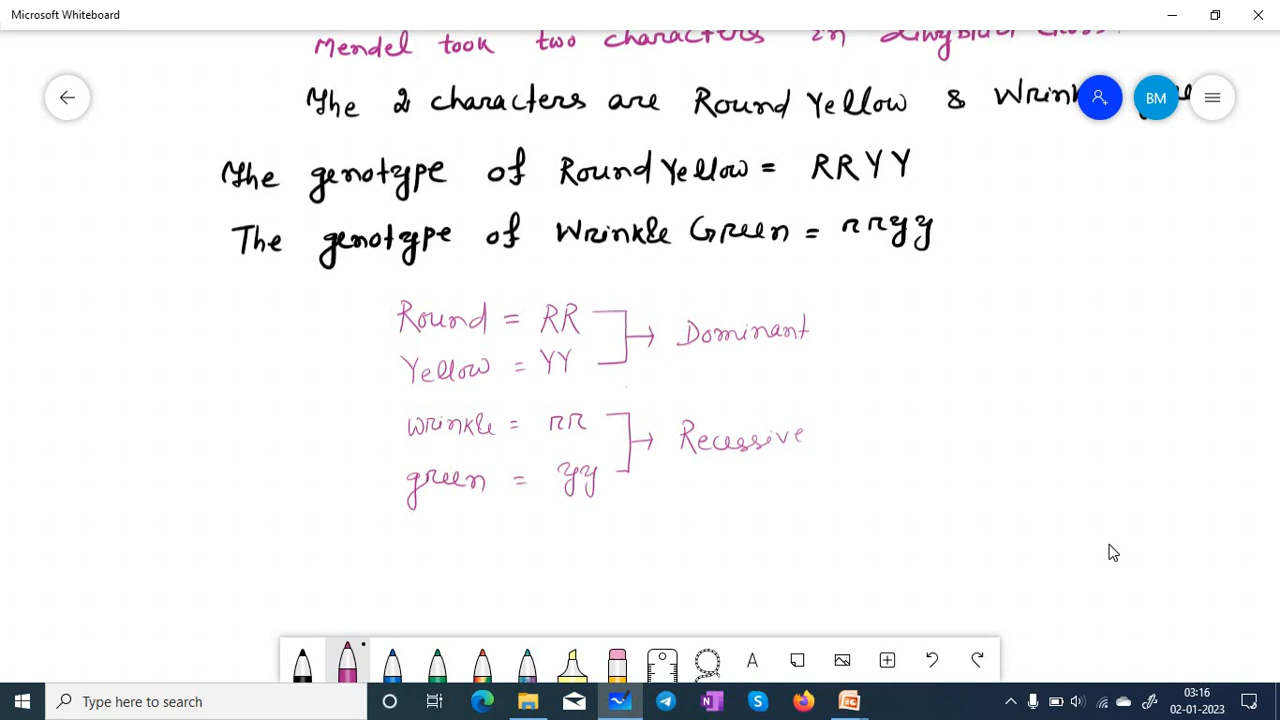 Microsoft Whiteboard
Mendel took two characters in
The 2 characters are Round Yellow &
BM
The genotype of Round Yellow = RRYY
The genotype of Wrinkle Green = rryy
Round = RR
Yellow = YY
Dominant
wrinkle = rr
green = yy
Recessive
A
Type here to search
03:16
02-01-2023